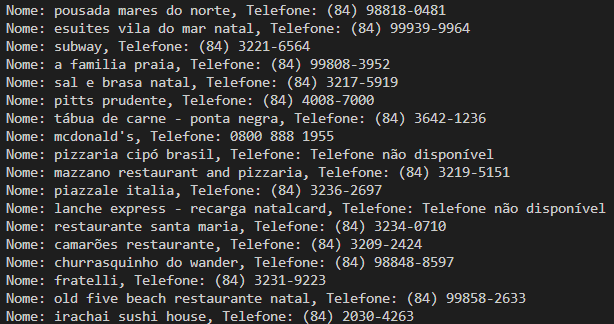 Nome: pousada mares do norte, Telefone: (84) 98818-0481
Nome: esuites vila do mar natal, Telefone: (84) 99939-9964
Nome: subway, Telefone: (84) 3221-6564
Nome: a familia praia, Telefone: (84) 99808-3952
Nome: sal e brasa natal, Telefone: (84) 3217-5919
Nome: pitts prudente, Telefone: (84) 4008-7000
Nome: tábua de carne - ponta negra, Telefone: (84) 3642-1236
Nome: mcdonald's, Telefone: 0800 888 1955
Nome: pizzaria cipó brasil, Telefone: Telefone não disponível
Nome: mazzano restaurant and pizzaria, Telefone: (84) 3219-5151
Nome: piazzale italia, Telefone: (84) 3236-2697
Nome: lanche express - recarga natalcard, Telefone: Telefone não disponível
Nome: restaurante santa maria, Telefone: (84) 3234-0710
Nome: camarões restaurante, Telefone: (84) 3209-2424
Nome: churrasquinho do wander, Telefone: (84) 98848-8597
Nome: fratelli, Telefone: (84) 3231-9223
Nome: old five beach restaurante natal, Telefone: (84) 99858-2633
Nome: irachai sushi house, Telefone: (84) 2030-4263